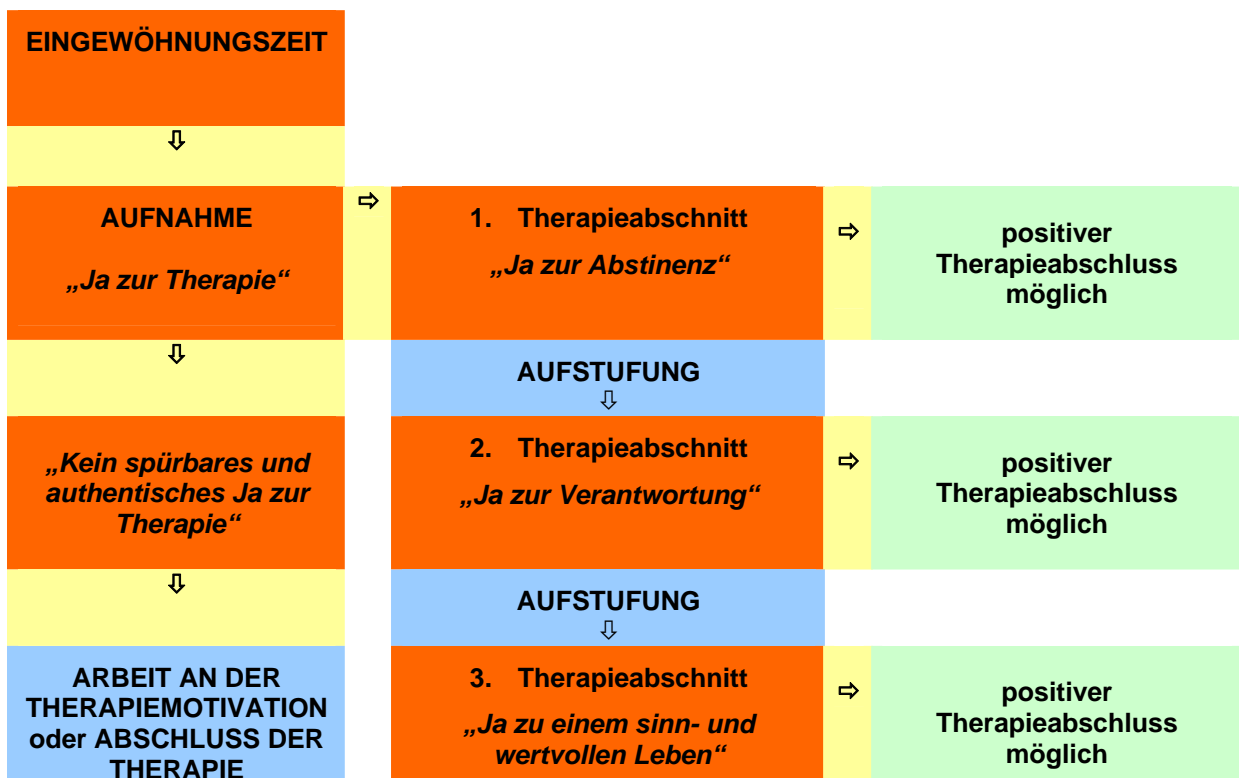 EINGEWÖHNUNGSZEIT
⇩
AUFNAHME
„Ja zur Therapie“
⇨
1. Therapieabschnitt
„Ja zur Abstinenz“
⇨
positiver
Therapieabschluss
möglich
⇩
AUFSTUFUNG
⇩
„Kein spürbares und
authentisches Ja zur
Therapie“
2. Therapieabschnitt
„Ja zur Verantwortung“
⇨
positiver
Therapieabschluss
möglich
⇩
AUFSTUFUNG
⇩
ARBEIT AN DER
THERAPIEMOTIVATION
oder ABSCHLUSS DER
THERAPIE
3. Therapieabschnitt
„Ja zu einem sinn- und
wertvollen Leben“
⇨
positiver
Therapieabschluss
möglich